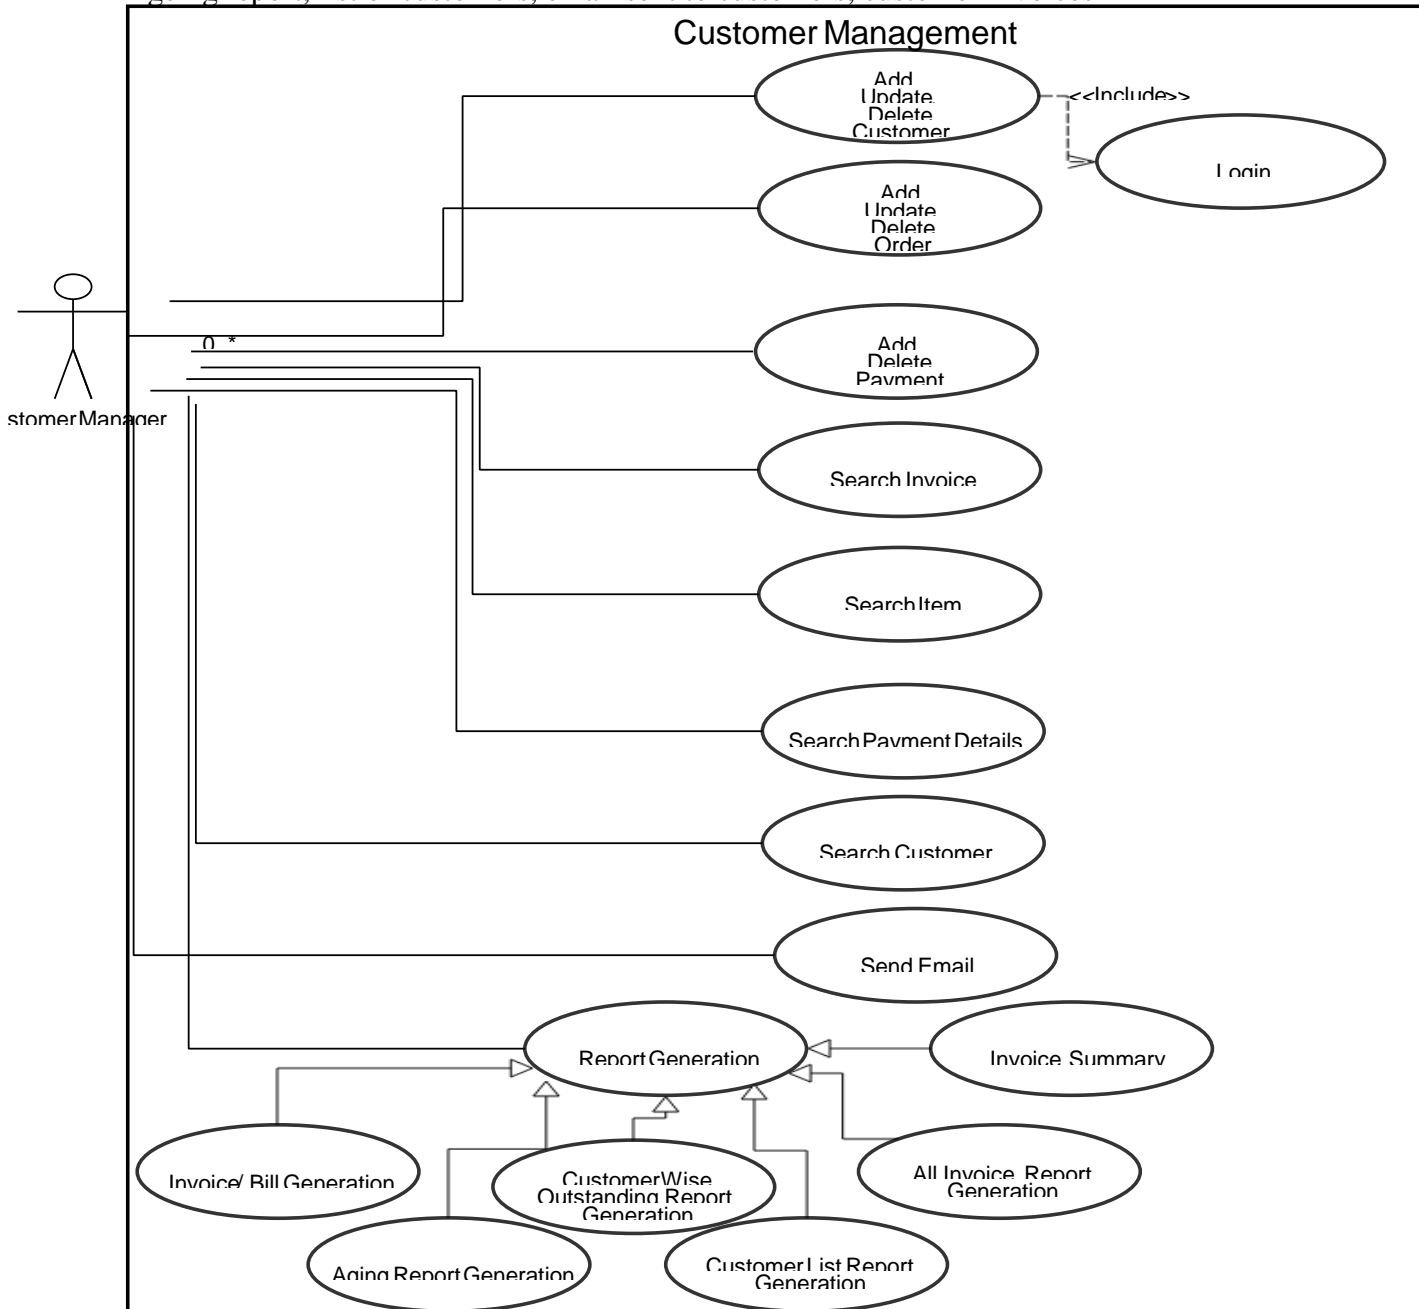 Customer Management
Add
Update
Delete
Customer
<<Include>>
Login
Add
Update
Delete
Order
0 *
Add
Delete
Payment
stomer Manager
Search Invoice
Search Item
Search Payment Details
Search Customer
Send Email
Report Generation
Invoice Summary
Invoice/ Bill Generation
Customer Wise
Outstanding Report
Generation
All Invoice Report
Generation
Aging Report Generation
Customer List Report
Generation